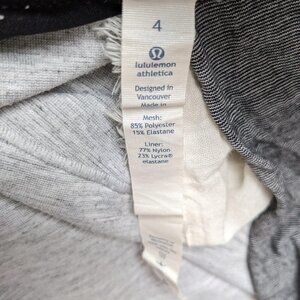 4
lululemon
athletica
Designed in
Vancouver
Made in
Mesh:
85% Polyester
15% Elastane
Liner:
77% Nylon
23% Lycra®
elastane